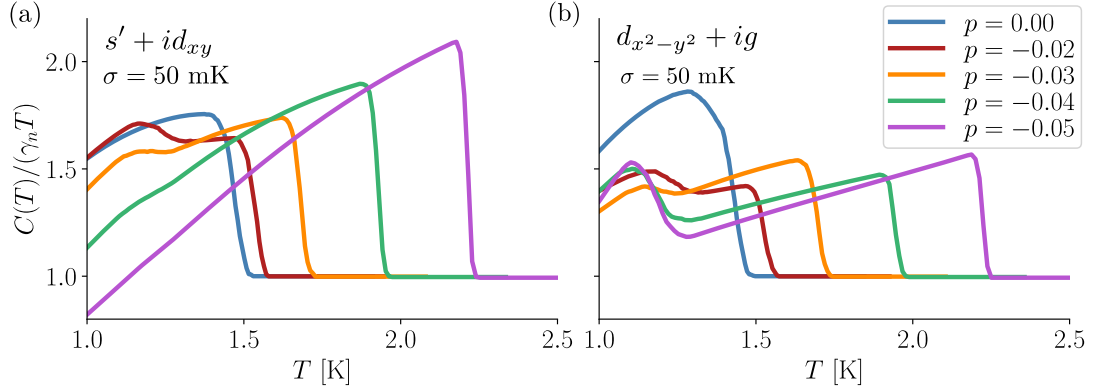 (a)
s′ + id_{xy}
σ = 50 mK
C(T)/(γ_nT)
2.0
1.5
1.0
1.0 1.5 2.0 2.5
T [K]
(b)
d_{x²−y²} + ig
σ = 50 mK
p = 0.00
p = −0.02
p = −0.03
p = −0.04
p = −0.05
1.0 1.5 2.0 2.5
T [K]